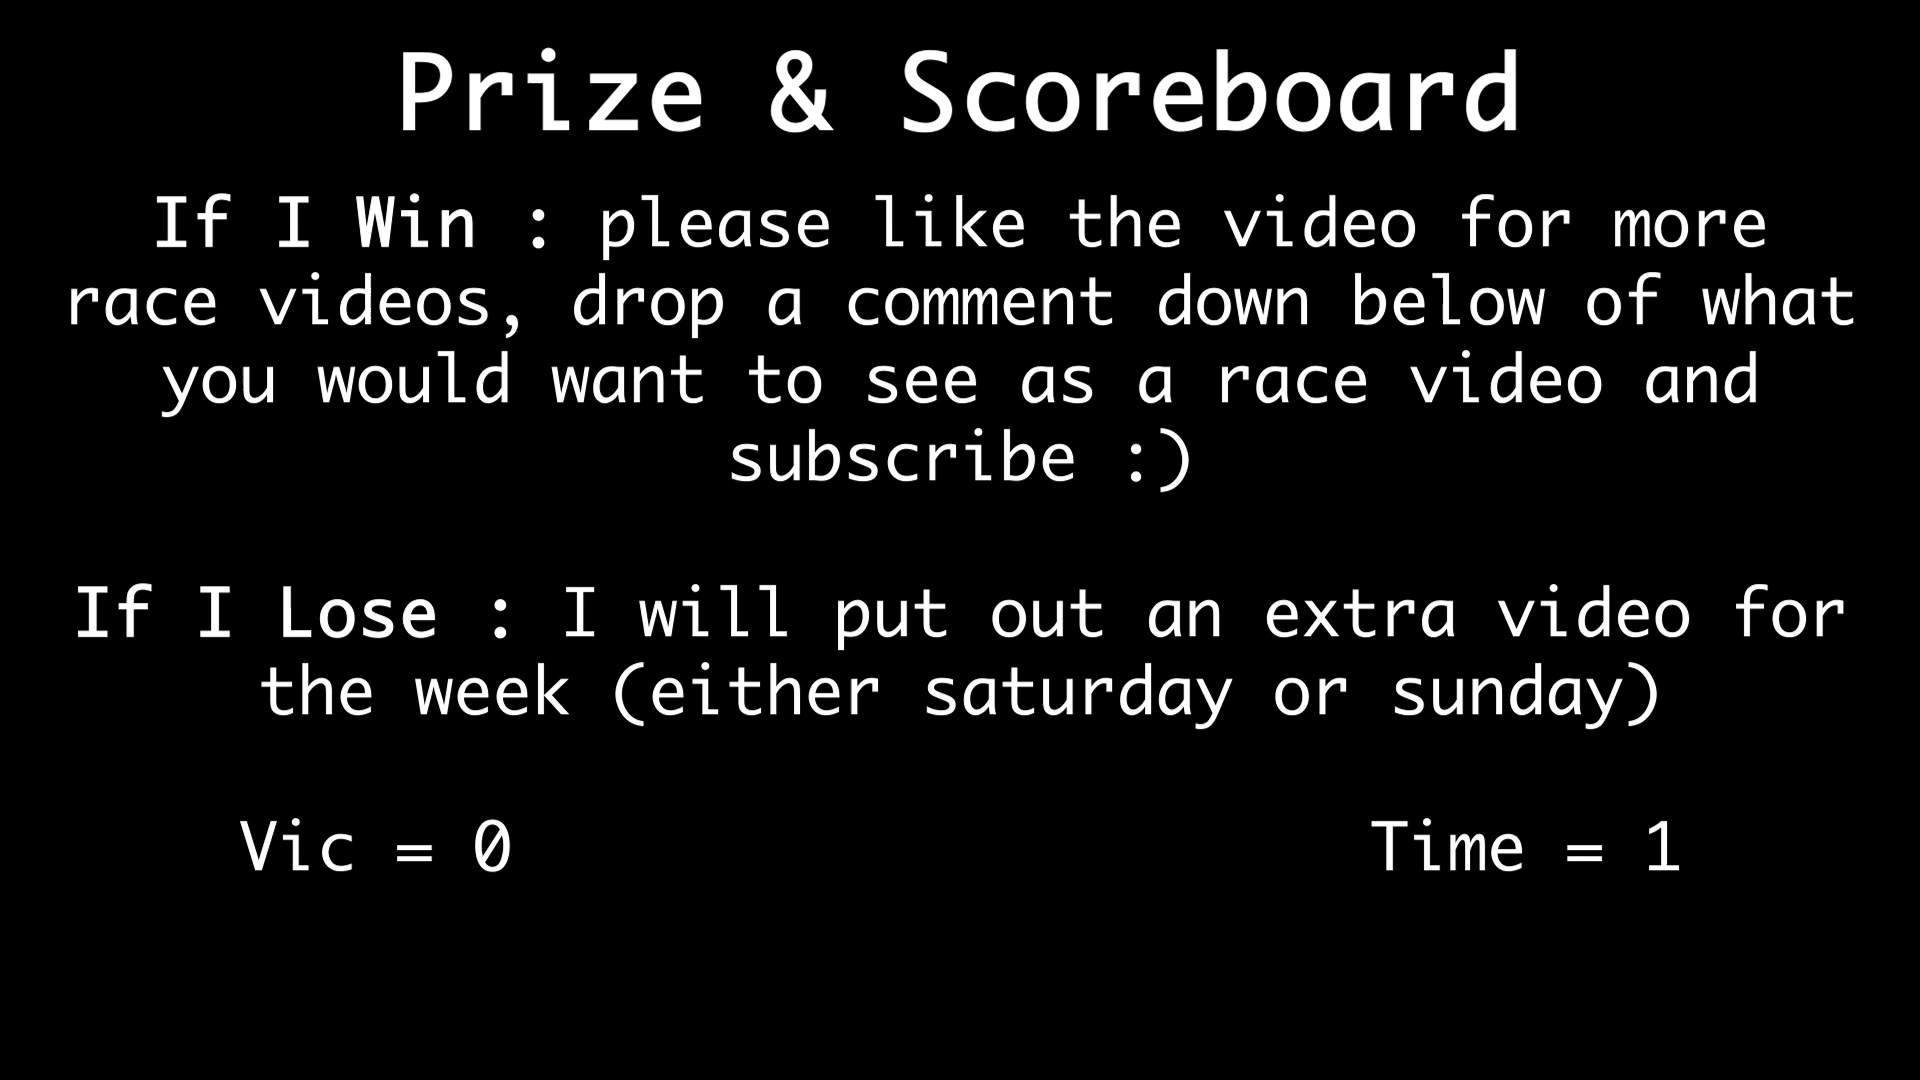 Prize & Scoreboard
If I Win : please like the video for more
race videos, drop a comment down below of what
you would want to see as a race video and
subscribe :)
If I Lose : I will put out an extra video for
the week (either saturday or sunday)
Vic = 0 Time = 1